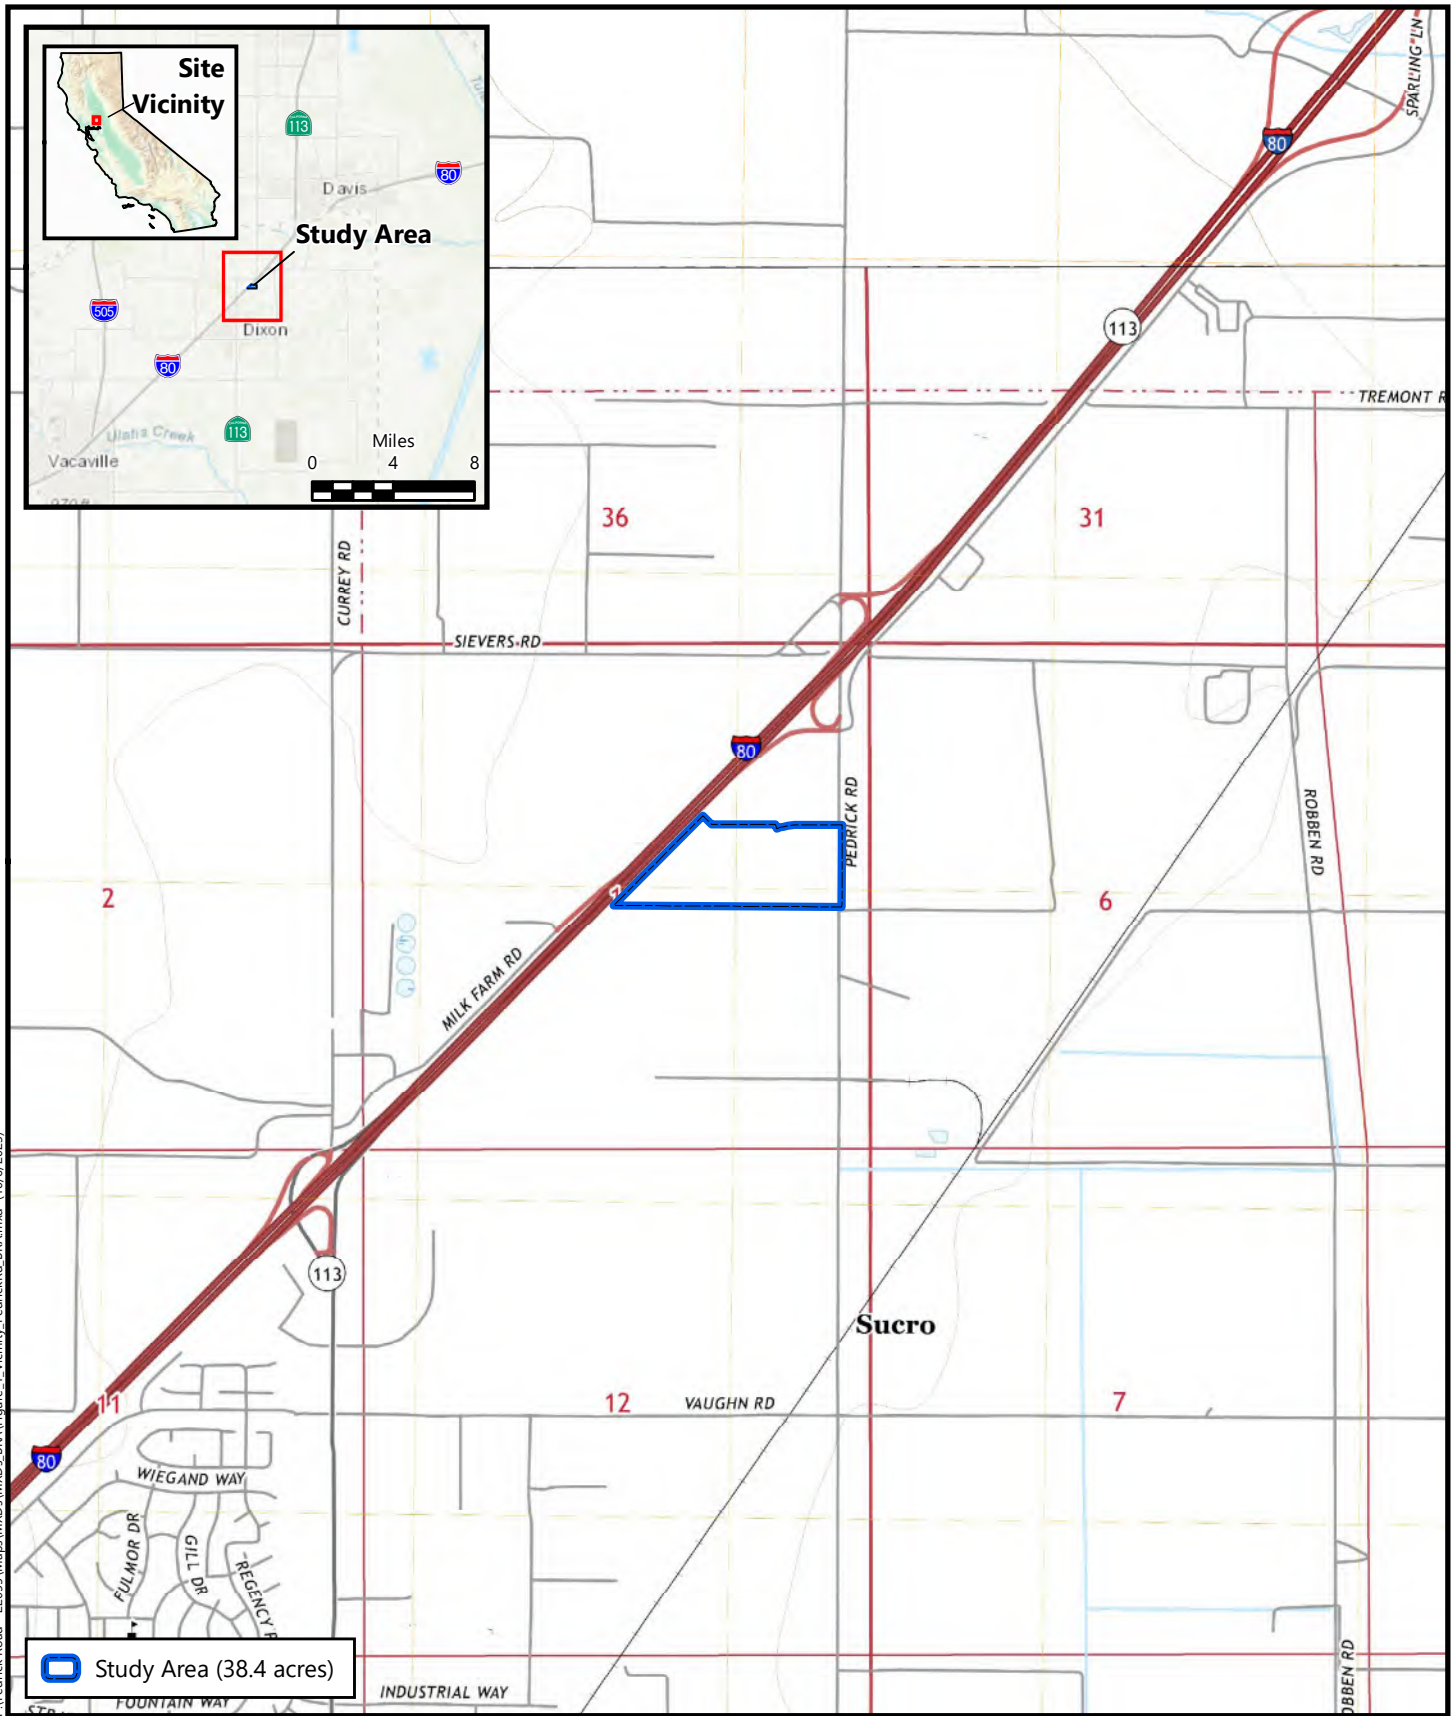 Site
Vicinity
113
80
Davis
Study Area
505
Dixon
80
113
Ulatis Creek
Vacaville
Miles
0 4 8
SPARLING LN
80
113
TREMONT R
36
31
CURREY RD
SIEVERS RD
80
PEDRICK RD
ROBBEN RD
2
6
MILK FARM RD
113
Sucro
11
12
VAUGHN RD
7
80
WIEGAND WAY
FULMOR DR
GILL DR
REGENCY P
Study Area (38.4 acres)
FOUNTAIN WAY
INDUSTRIAL WAY
OBBEN RD